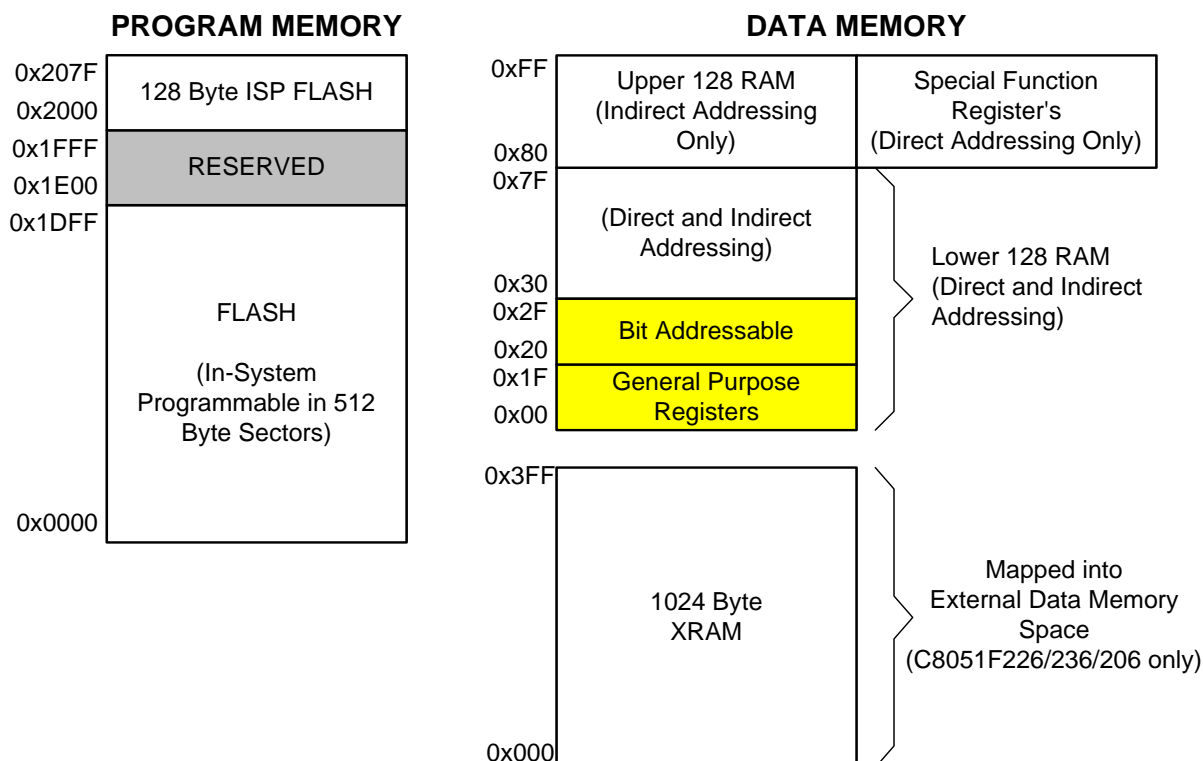 PROGRAM MEMORY
0x207F
0x2000
128 Byte ISP FLASH
0x1FFF
0x1E00
RESERVED
0x1DFF
FLASH
(In-System
Programmable in 512
Byte Sectors)
0x0000
DATA MEMORY
0xFF
0x80
Upper 128 RAM
(Indirect Addressing
Only)
Special Function
Register's
(Direct Addressing Only)
0x7F
(Direct and Indirect
Addressing)
0x30
0x2F
Bit Addressable
0x20
0x1F
General Purpose
Registers
0x00
Lower 128 RAM
(Direct and Indirect
Addressing)
0x3FF
1024 Byte
XRAM
0x000
Mapped into
External Data Memory
Space
(C8051F226/236/206 only)